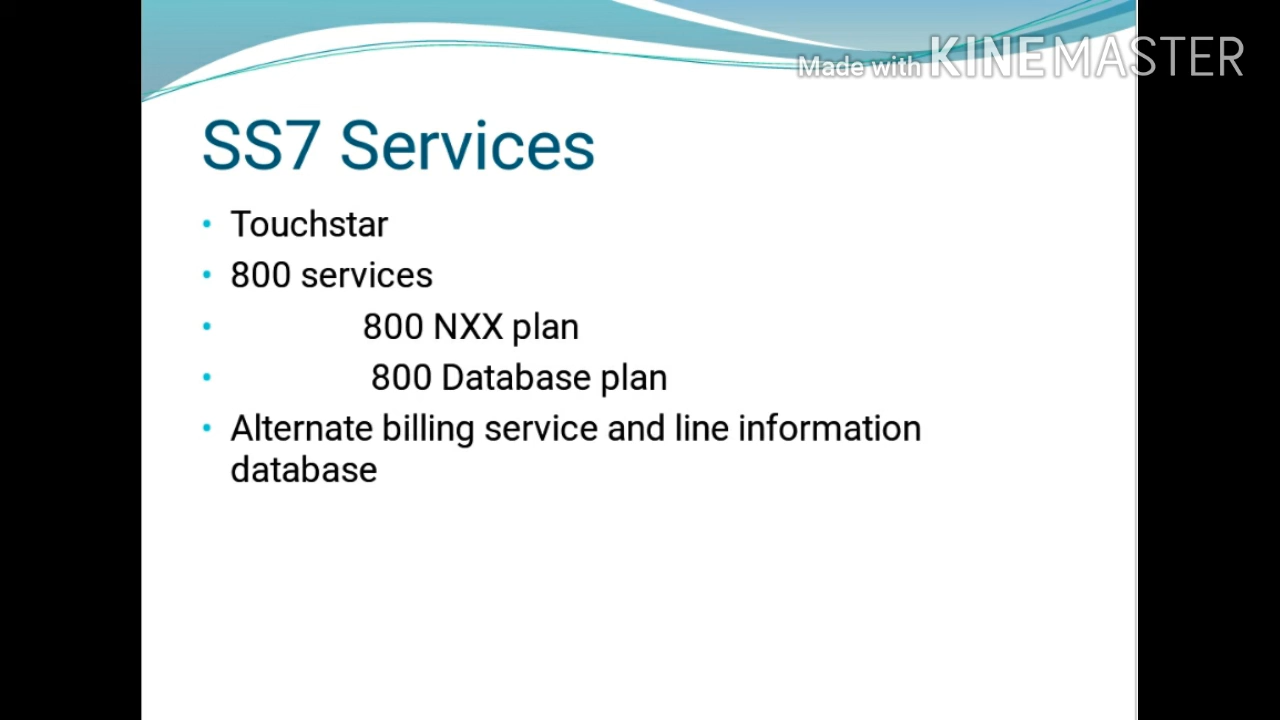 Made with KINEMASTER
SS7 Services
• Touchstar
• 800 services
• 800 NXX plan
• 800 Database plan
• Alternate billing service and line information
database